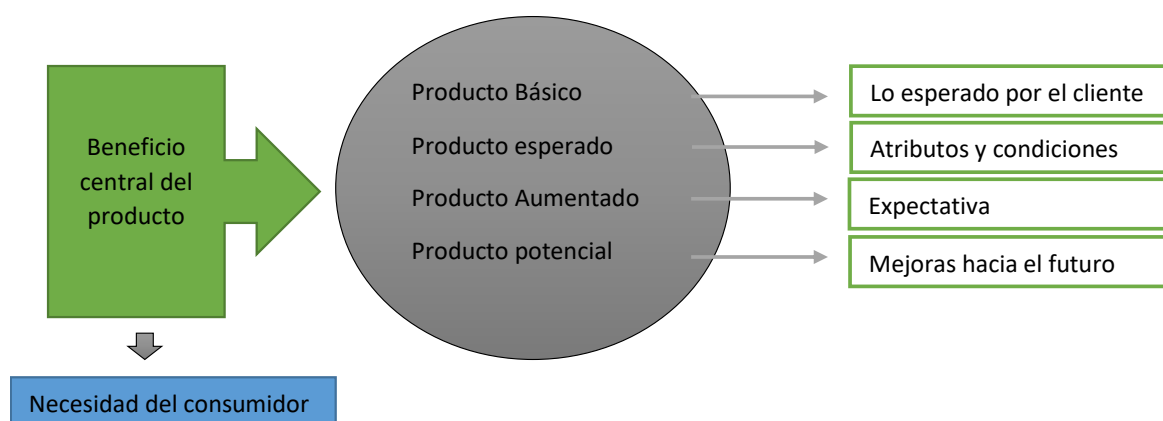 Beneficio
central del
producto
Necesidad del consumidor
Producto Básico
Producto esperado
Producto Aumentado
Producto potencial
Lo esperado por el cliente
Atributos y condiciones
Expectativa
Mejoras hacia el futuro